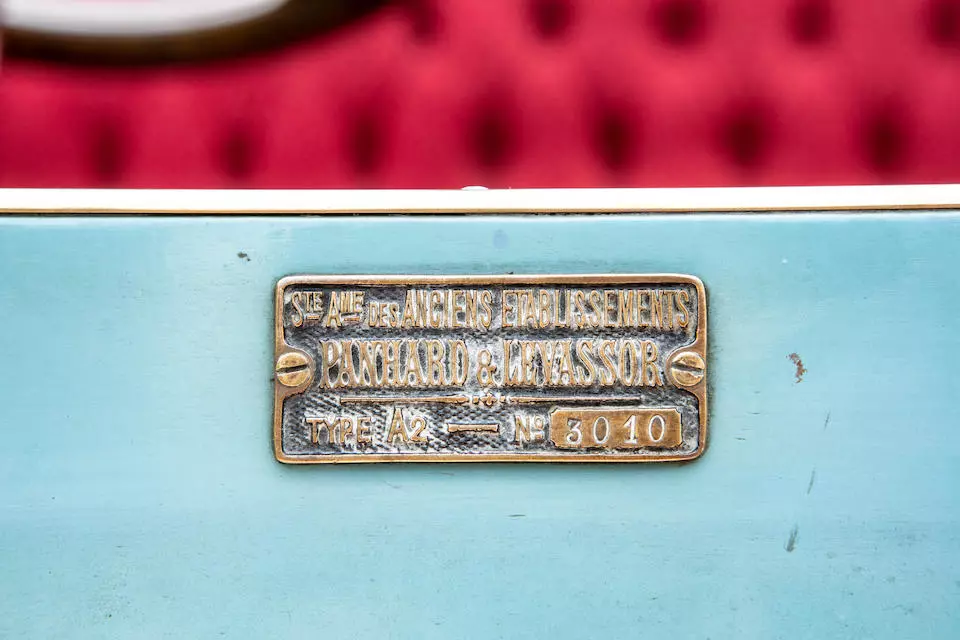 STE AME DES ANCIENS ETABLISSEMENTS
PANHARD & LEVASSOR
TYPE A2 — No 3010